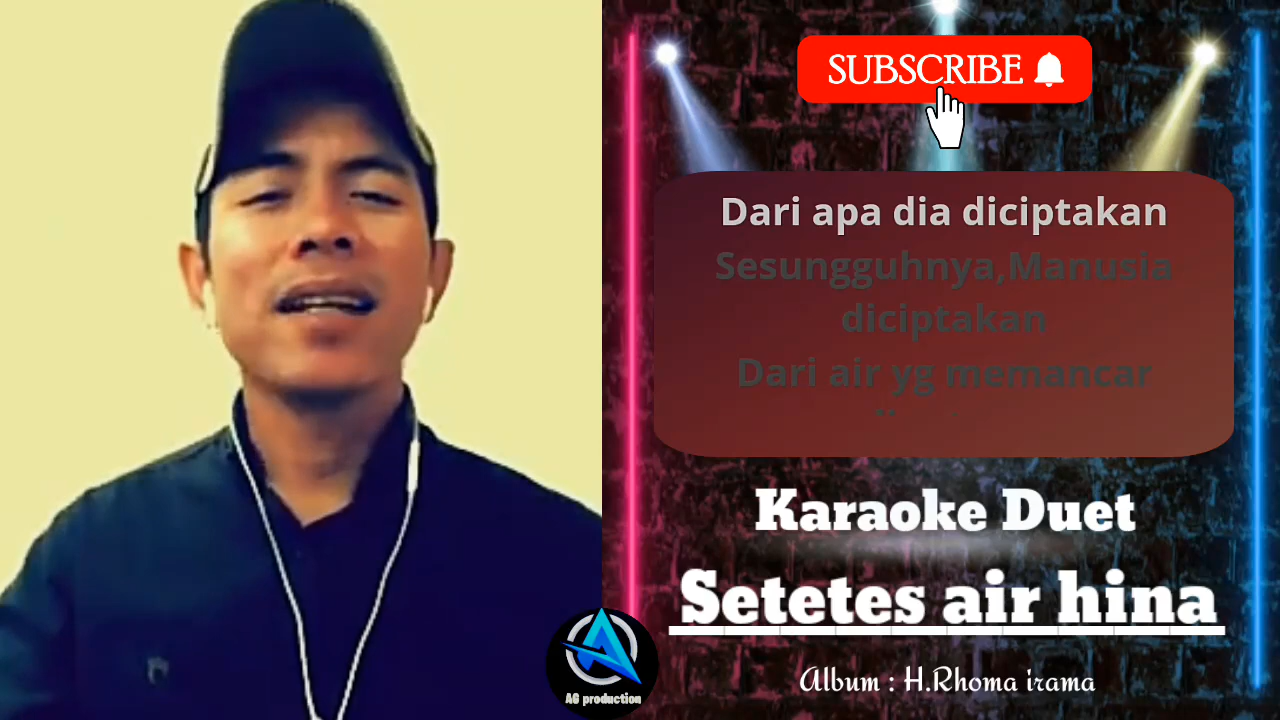 SUBSCRIBE
Dari apa dia diciptakan
Sesungguhnya,Manusia
diciptakan
Dari air yg memancar
Karaoke Duet
Setetes air hina
Album : H.Rhoma irama
AG production